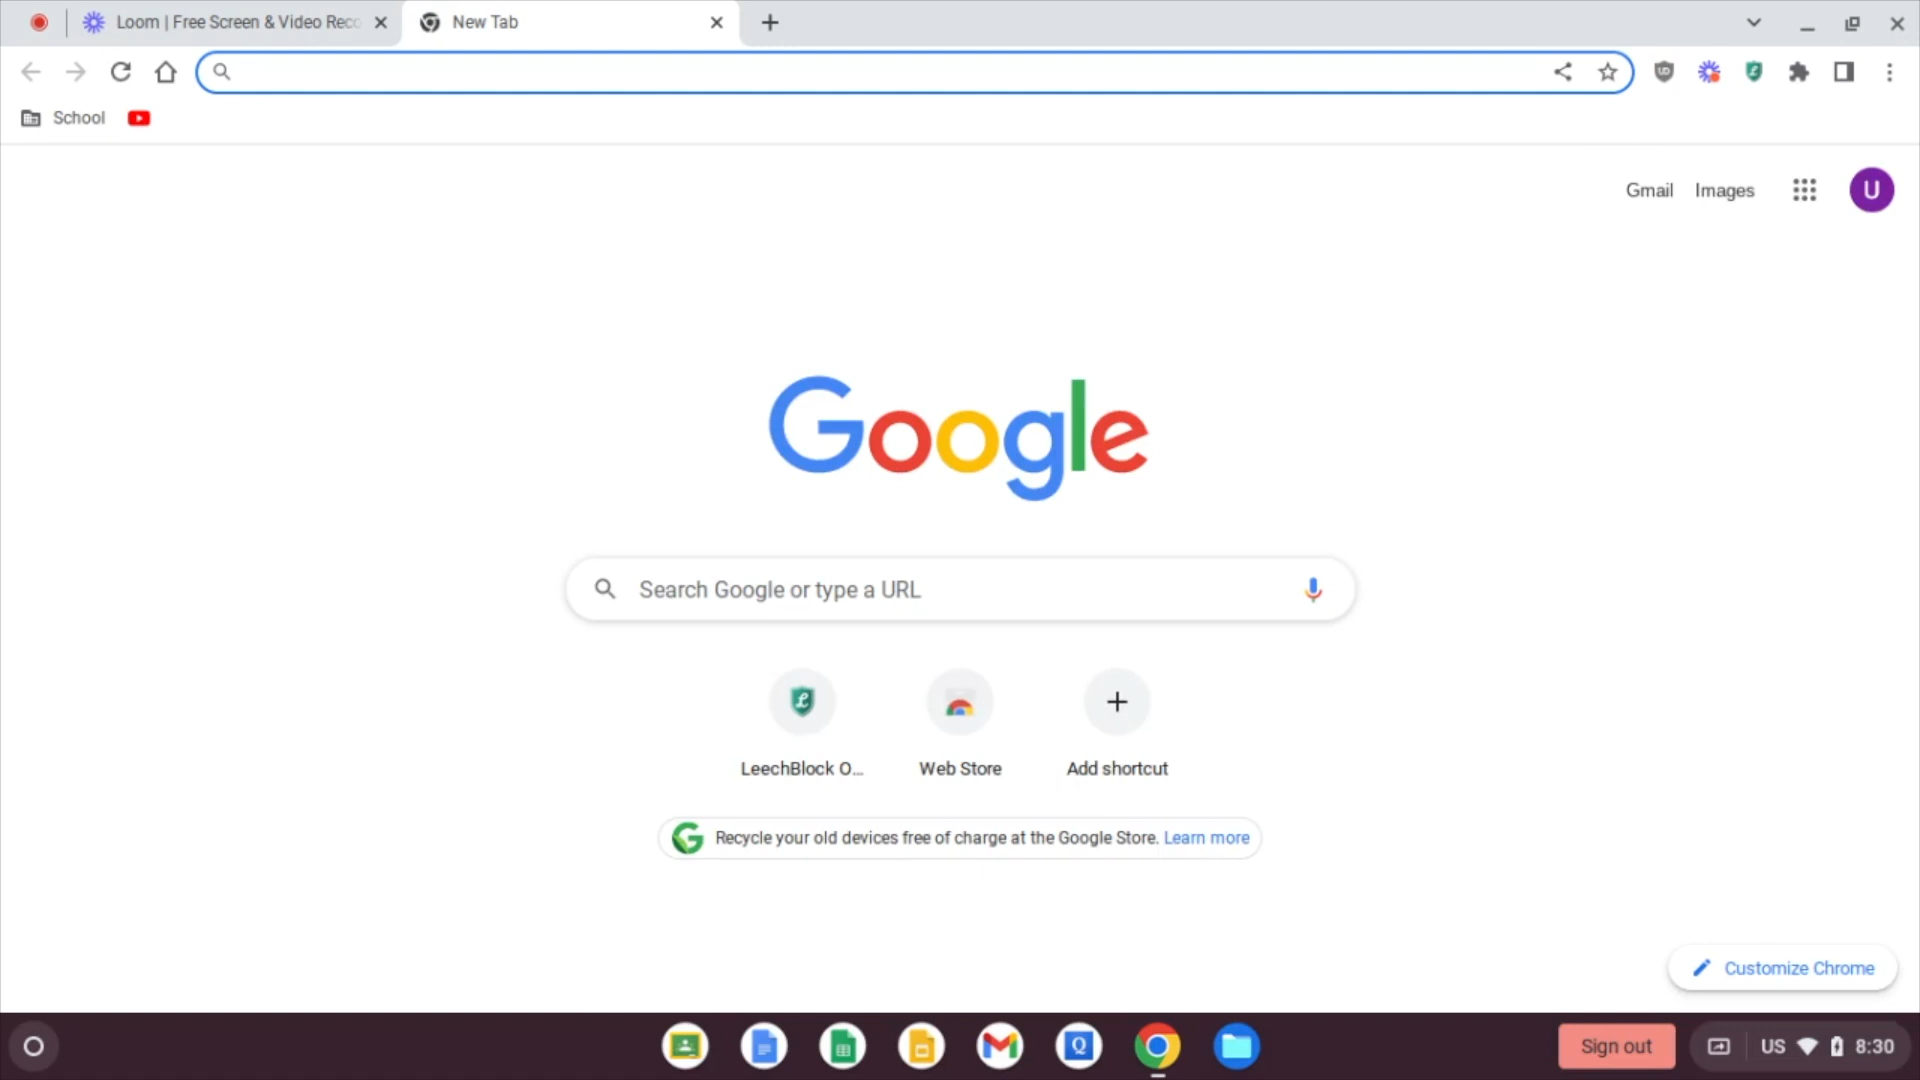 Loom | Free Screen & Video Reco
New Tab
School
Gmail
Images
U
Google
Search Google or type a URL
LeechBlock O...
Web Store
Add shortcut
Recycle your old devices free of charge at the Google Store. Learn more
Customize Chrome
Sign out
US
8:30